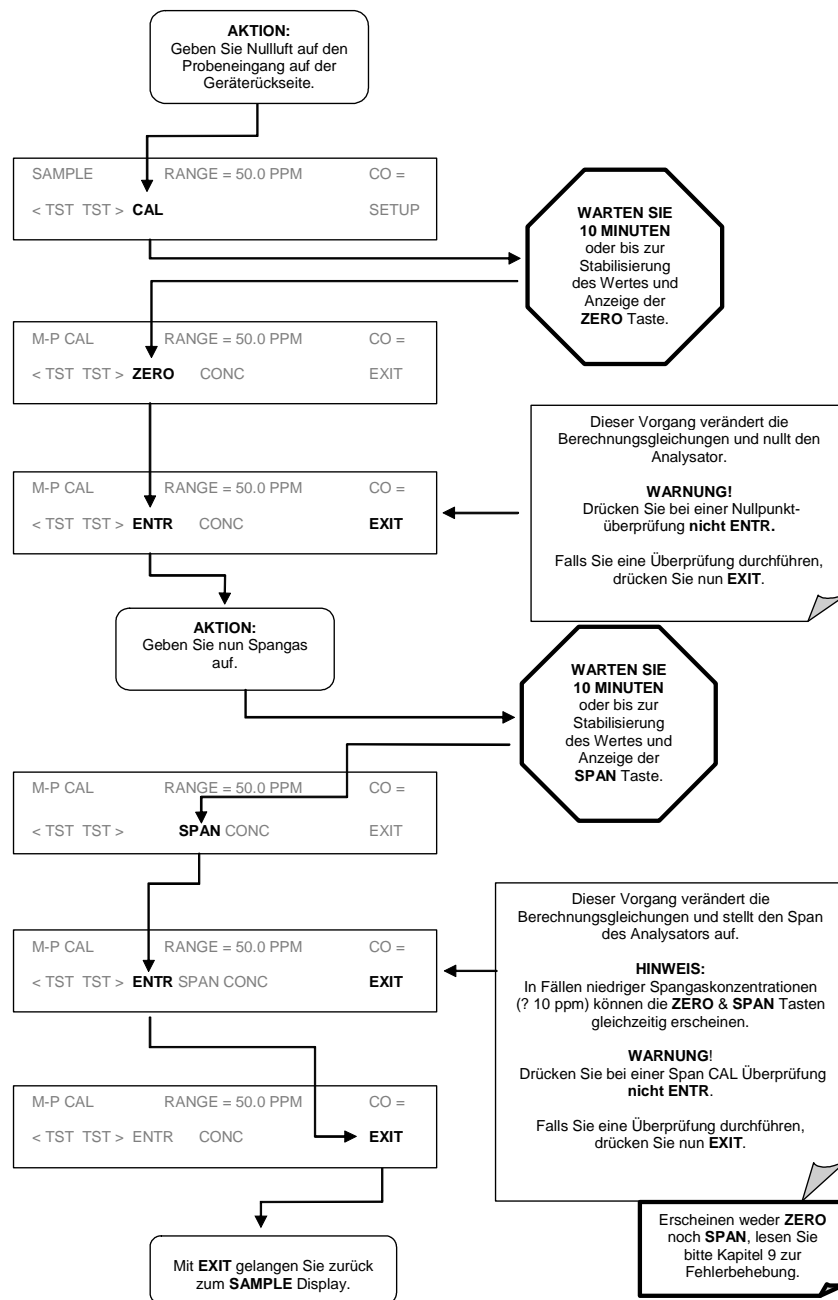 AKTION:
Geben Sie Nullluft auf den
Probeneingang auf der
Geräterückseite.
SAMPLE RANGE = 50.0 PPM CO =
< TST TST > CAL SETUP
WARTEN SIE
10 MINUTEN
oder bis zur
Stabilisierung
des Wertes und
Anzeige der
ZERO Taste.
M-P CAL RANGE = 50.0 PPM CO =
< TST TST > ZERO CONC EXIT
Dieser Vorgang verändert die
Berechnungsgleichungen und nullt den
Analysator.
WARNUNG!
Drücken Sie bei einer Nullpunkt-
überprüfung nicht ENTR.
Falls Sie eine Überprüfung durchführen,
drücken Sie nun EXIT.
M-P CAL RANGE = 50.0 PPM CO =
< TST TST > ENTR CONC EXIT
AKTION:
Geben Sie nun Spangas
auf.
WARTEN SIE
10 MINUTEN
oder bis zur
Stabilisierung
des Wertes und
Anzeige der
SPAN Taste.
M-P CAL RANGE = 50.0 PPM CO =
< TST TST > SPAN CONC EXIT
Dieser Vorgang verändert die
Berechnungsgleichungen und stellt den Span
des Analysators auf.
HINWEIS:
In Fällen niedriger Spangaskonzentrationen
(? 10 ppm) können die ZERO & SPAN Tasten
gleichzeitig erscheinen.
WARNUNG!
Drücken Sie bei einer Span CAL Überprüfung
nicht ENTR.
Falls Sie eine Überprüfung durchführen,
drücken Sie nun EXIT.
M-P CAL RANGE = 50.0 PPM CO =
< TST TST > ENTR SPAN CONC EXIT
M-P CAL RANGE = 50.0 PPM CO =
< TST TST > ENTR CONC EXIT
Mit EXIT gelangen Sie zurück
zum SAMPLE Display.
Erscheinen weder ZERO
noch SPAN, lesen Sie
bitte Kapitel 9 zur
Fehlerbehebung.